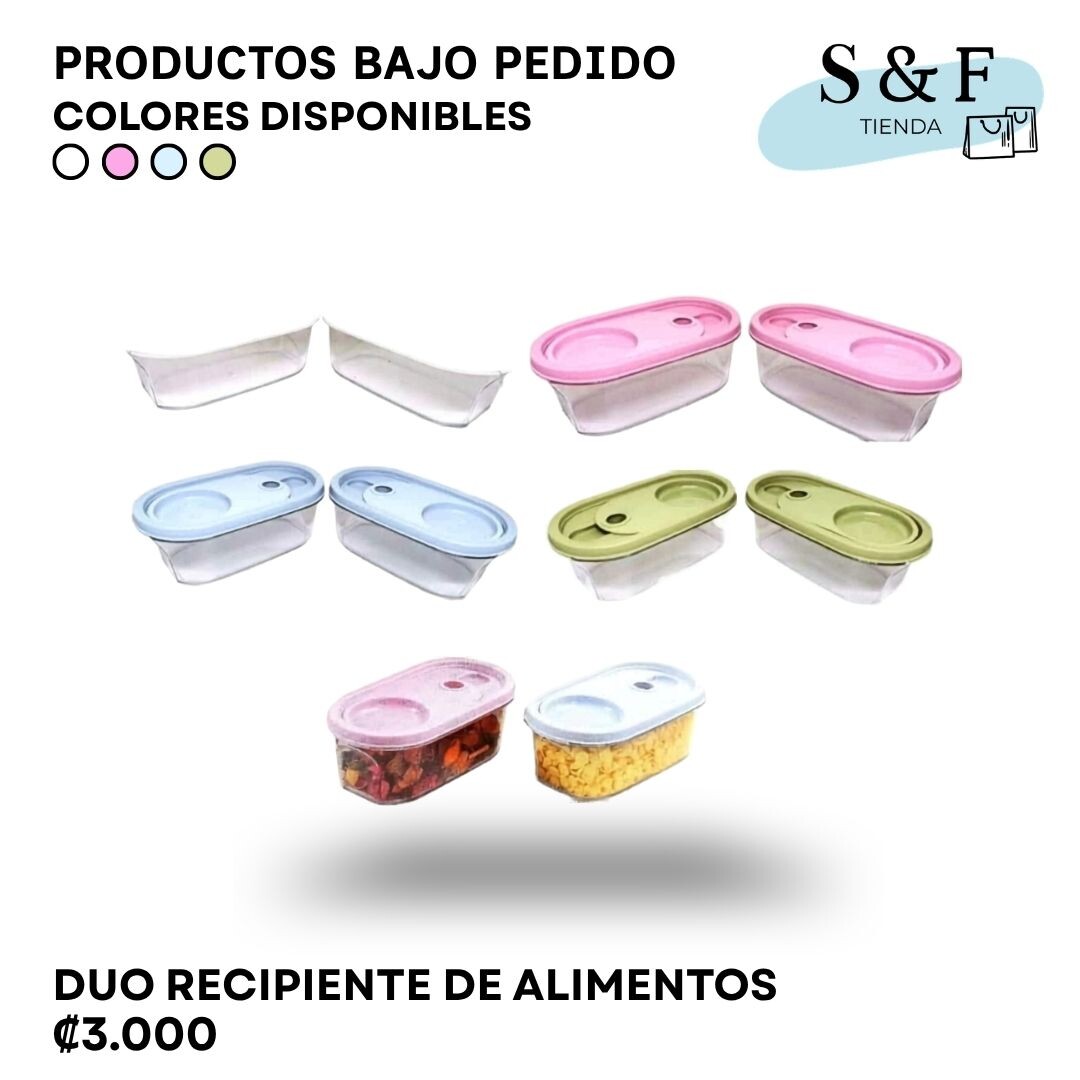 PRODUCTOS BAJO PEDIDO
COLORES DISPONIBLES
S & F
TIENDA
DUO RECIPIENTE DE ALIMENTOS
₡3.000